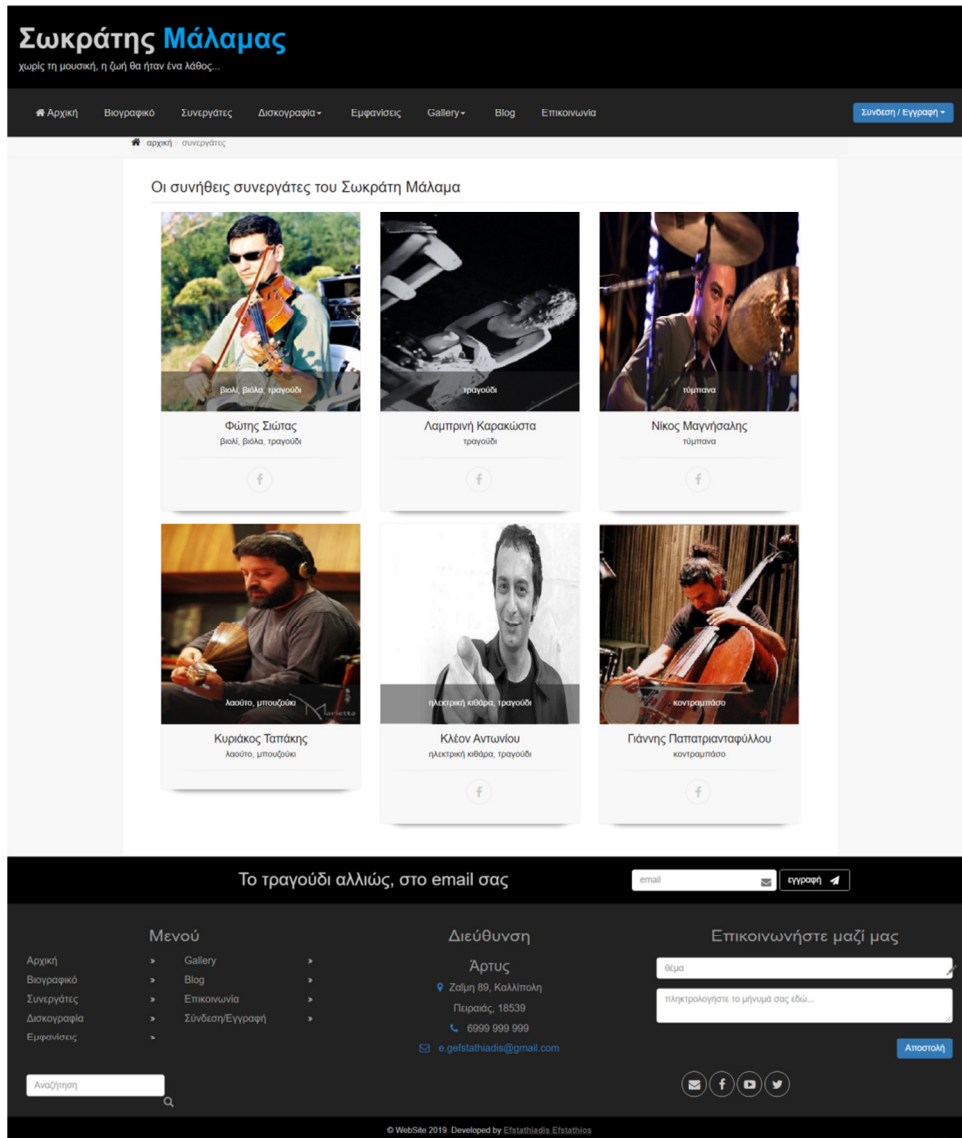 Σωκράτης Μάλαμας
χωρίς τη μουσική, η ζωή θα ήταν ένα λάθος...
Αρχική Βιογραφικό Συνεργάτες Δισκογραφία Εμφανίσεις Gallery Blog Επικοινωνία Σύνδεση / Εγγραφή
αρχική / συνεργάτες
Οι συνήθεις συνεργάτες του Σωκράτη Μάλαμα
βιολί, βιόλα, τραγούδι
τραγούδι
τύμπανα
Φώτης Σιώτας
βιολί, βιόλα, τραγούδι
Λαμπρινή Καρακώστα
τραγούδι
Νίκος Μαγνήσαλης
τύμπανα
λαούτο, μπουζούκι
Marietta
ηλεκτρική κιθάρα, τραγούδι
κοντραμπάσο
Κυριάκος Ταπάκης
λαούτο, μπουζούκι
Κλέον Αντωνίου
ηλεκτρική κιθάρα, τραγούδι
Γιάννης Παπατριανταφύλλου
κοντραμπάσο
Το τραγούδι αλλιώς, στο email σας
email
εγγραφή
Μενού
Αρχική » Gallery »
Βιογραφικό » Blog »
Συνεργάτες » Επικοινωνία »
Δισκογραφία » Σύνδεση/Εγγραφή »
Εμφανίσεις »
Αναζήτηση
Διεύθυνση
Άρτυς
Ζαΐμη 89, Καλλίπολη
Πειραιάς, 18539
6999 999 999
e.gefstathiadis@gmail.com
Επικοινωνήστε μαζί μας
θέμα
πληκτρολογήστε το μήνυμά σας εδώ...
Αποστολή
© WebSite 2019. Developed by Efstathiadis Efstathios